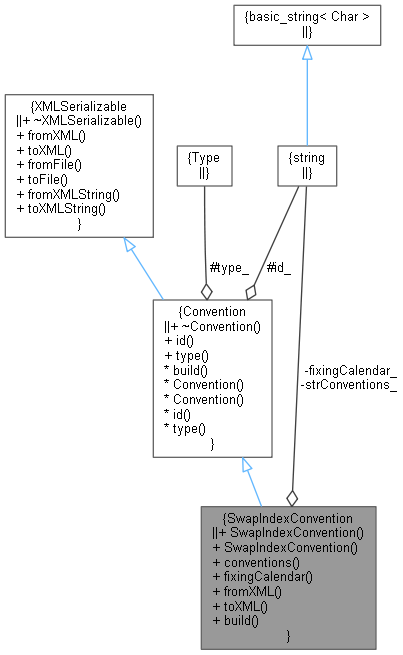 {basic_string< Char >
||}
{XMLSerializable
||+ ~XMLSerializable()
+ fromXML()
+ toXML()
+ fromFile()
+ toFile()
+ fromXMLString()
+ toXMLString()
}
{Type
||}
{string
||}
#type_
#id_
{Convention
||+ ~Convention()
+ id()
+ type()
* build()
* Convention()
* Convention()
* id()
* type()
}
-fixingCalendar_
-strConventions_
{SwapIndexConvention
||+ SwapIndexConvention()
+ SwapIndexConvention()
+ conventions()
+ fixingCalendar()
+ fromXML()
+ toXML()
+ build()
}